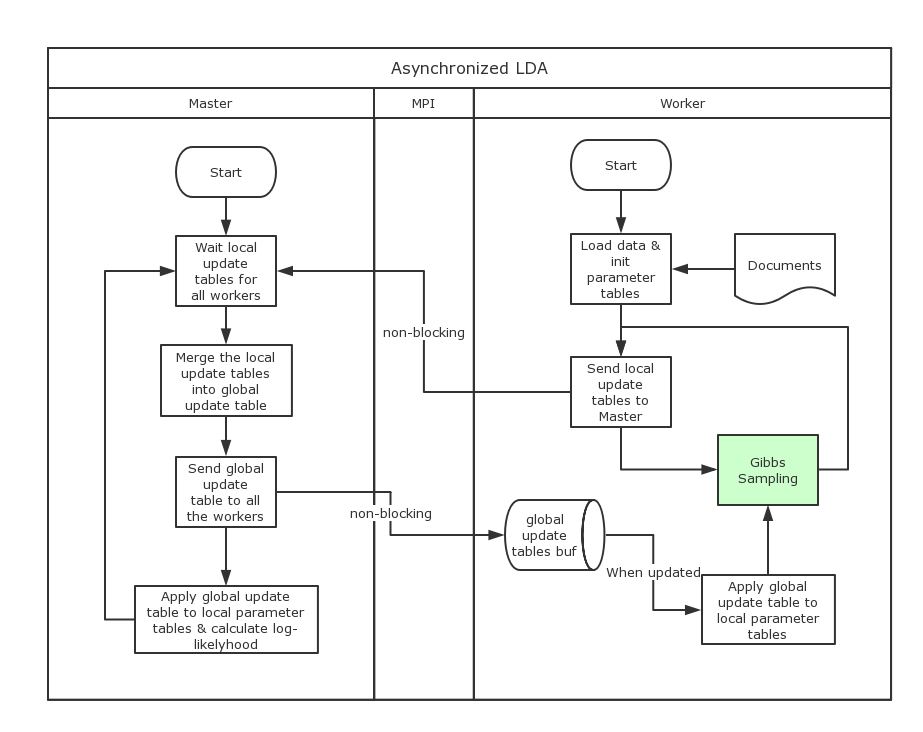 Asynchronized LDA
Master
MPI
Worker
Start
Wait local
update
tables for
all workers
Merge the local
update tables
into global
update table
Send global
update
table to all
the workers
Apply global update
table to local parameter
tables & calculate log-
likelyhood
non-blocking
non-blocking
Start
Load data &
init
parameter
tables
Documents
Send local
update
tables to
Master
Gibbs
Sampling
global
update
tables buf
When updated
Apply global
update table to
local parameter
tables